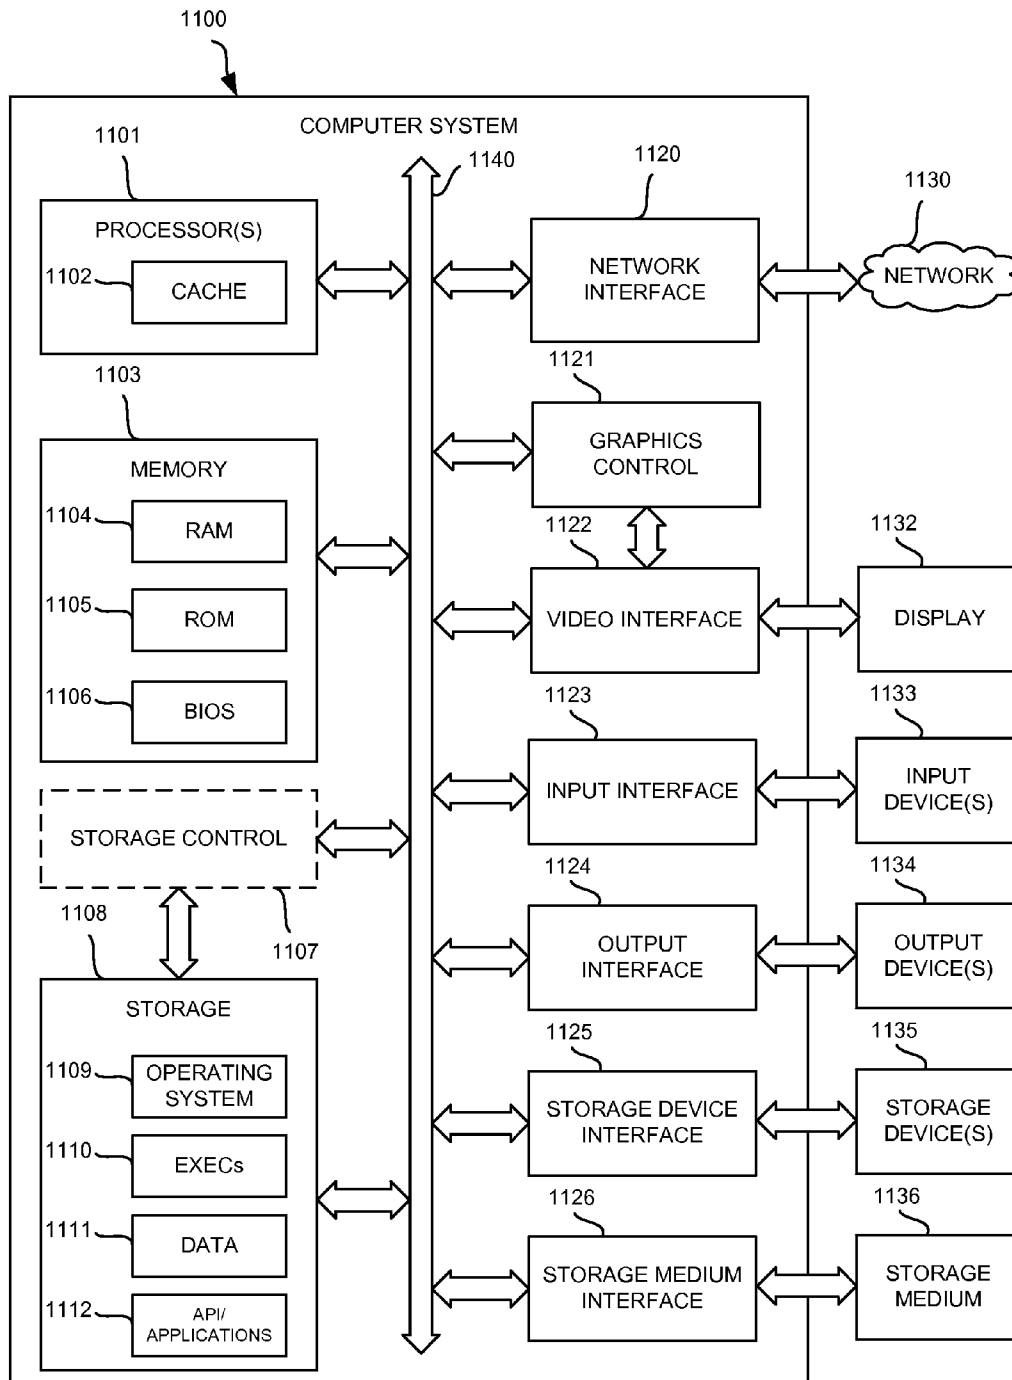 1100
COMPUTER SYSTEM
1101
PROCESSOR(S)
1102
CACHE
1103
MEMORY
1104
RAM
1105
ROM
1106
BIOS
STORAGE CONTROL
1107
1108
STORAGE
1109
OPERATING
SYSTEM
1110
EXECs
1111
DATA
1112
API/
APPLICATIONS
1140
1120
NETWORK
INTERFACE
1130
NETWORK
1121
GRAPHICS
CONTROL
1122
VIDEO INTERFACE
1132
DISPLAY
1123
INPUT INTERFACE
1133
INPUT
DEVICE(S)
1124
OUTPUT
INTERFACE
1134
OUTPUT
DEVICE(S)
1125
STORAGE DEVICE
INTERFACE
1135
STORAGE
DEVICE(S)
1126
STORAGE MEDIUM
INTERFACE
1136
STORAGE
MEDIUM